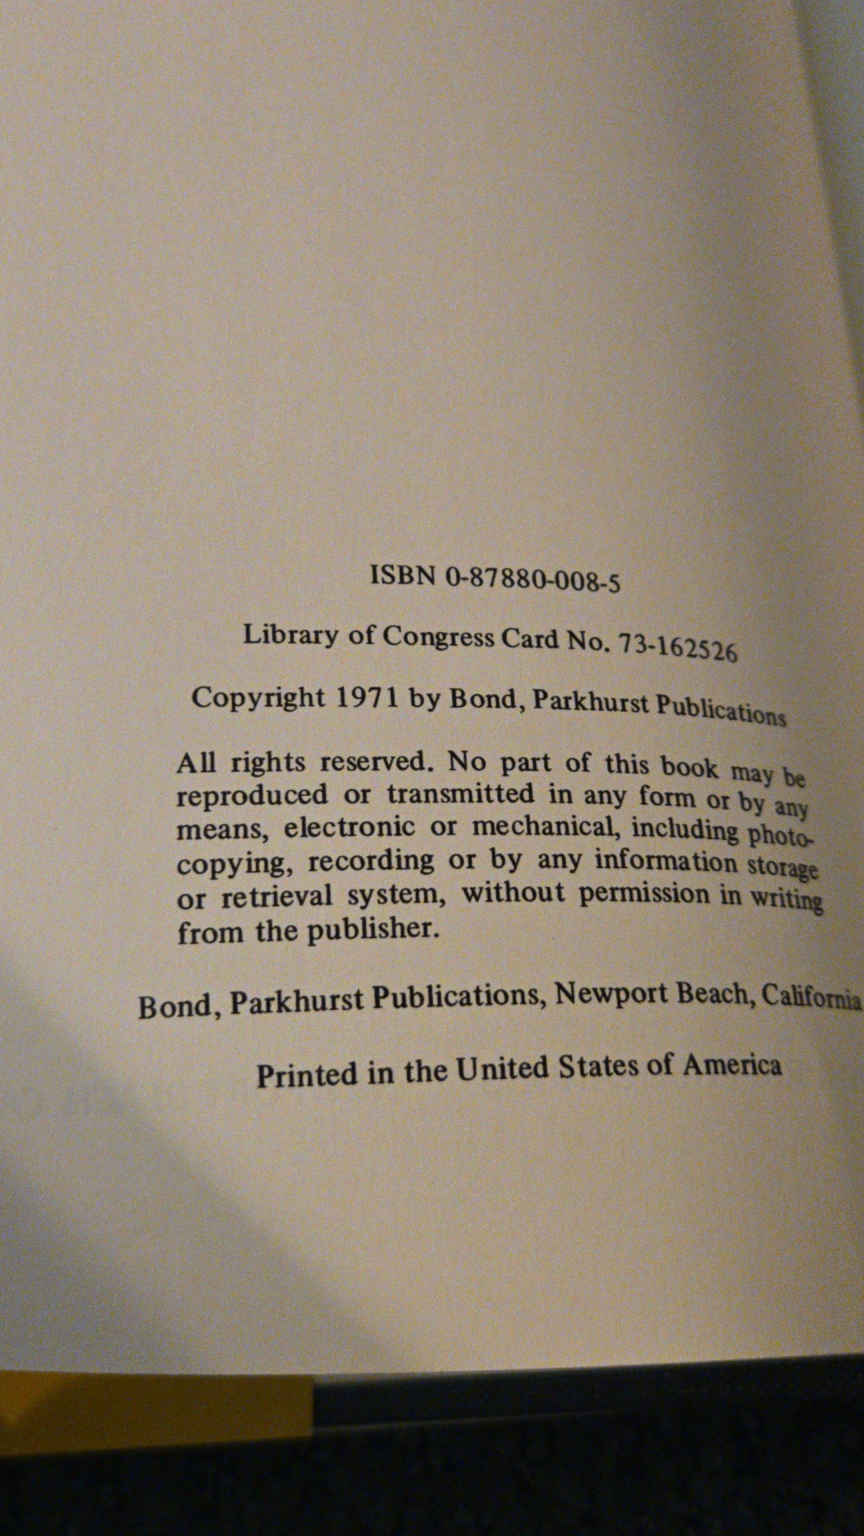 ISBN 0-87880-008-5
Library of Congress Card No. 73-162526
Copyright 1971 by Bond, Parkhurst Publications
All rights reserved. No part of this book may be
reproduced or transmitted in any form or by any
means, electronic or mechanical, including photo-
copying, recording or by any information storage
or retrieval system, without permission in writing
from the publisher.
Bond, Parkhurst Publications, Newport Beach, California
Printed in the United States of America